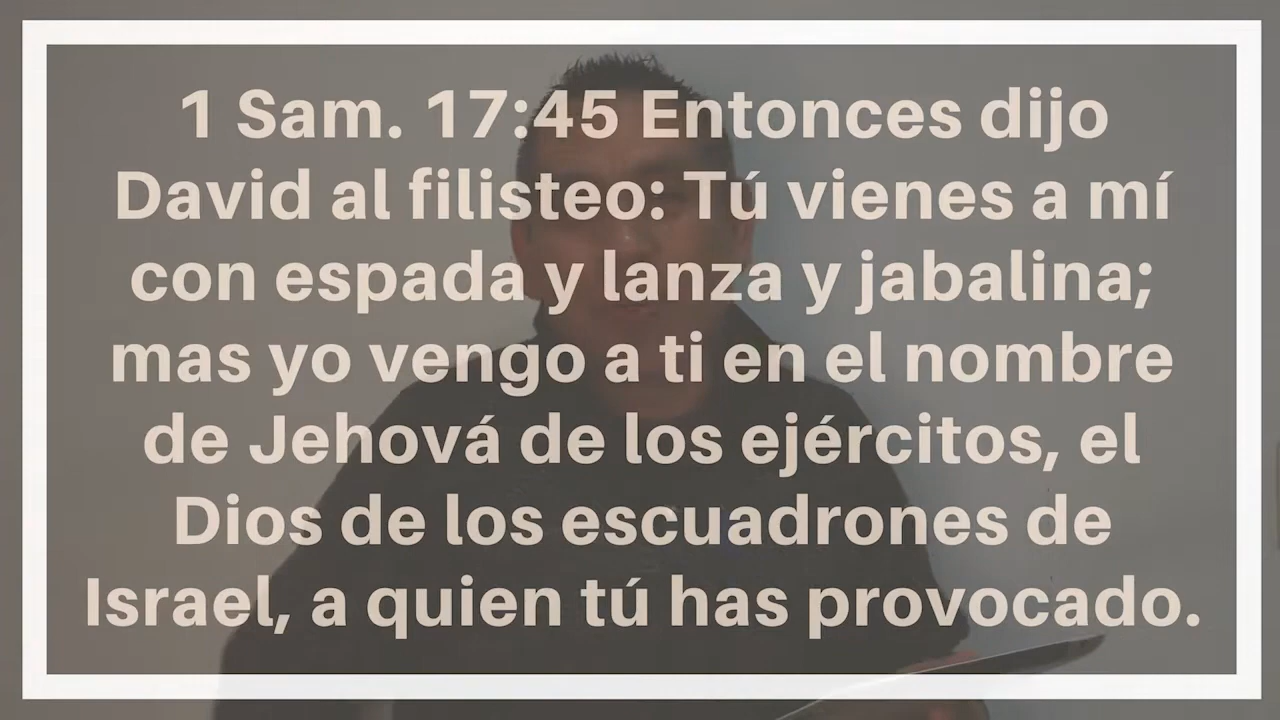 1 Sam. 17:45 Entonces dijo
David al filisteo: Tú vienes a mí
con espada y lanza y jabalina;
mas yo vengo a ti en el nombre
de Jehová de los ejércitos, el
Dios de los escuadrones de
Israel, a quien tú has provocado.